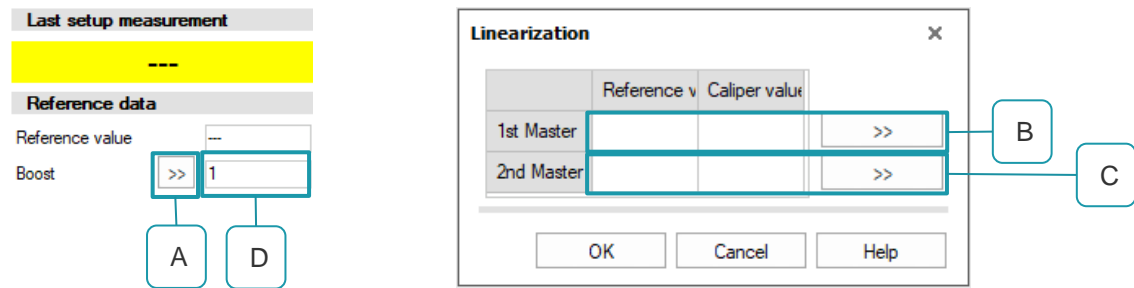 Last setup measurement
---
Reference data
Reference value ---
Boost >> 1
A D
Linearization ×
Reference v Caliper value
1st Master >> B
2nd Master >> C
OK Cancel Help